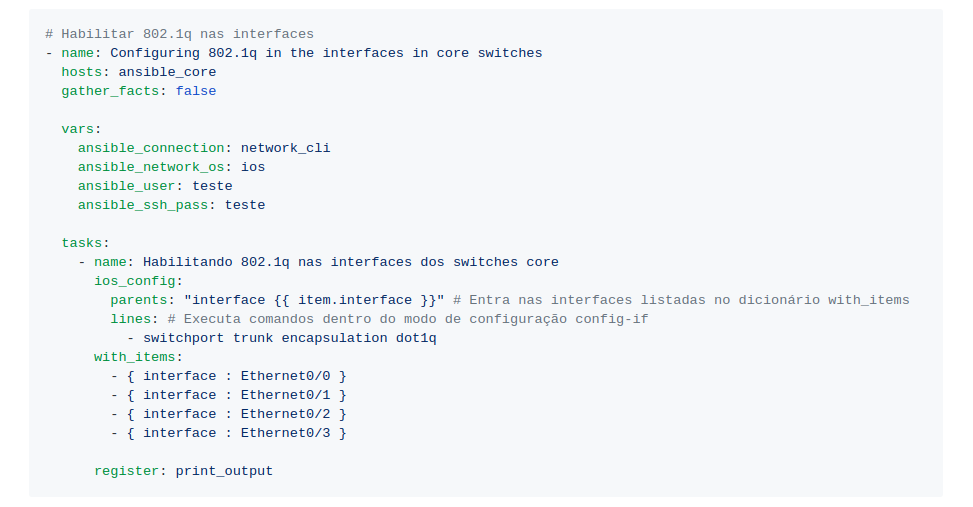 # Habilitar 802.1q nas interfaces
- name: Configuring 802.1q in the interfaces in core switches
  hosts: ansible_core
  gather_facts: false

  vars:
    ansible_connection: network_cli
    ansible_network_os: ios
    ansible_user: teste
    ansible_ssh_pass: teste

  tasks:
    - name: Habilitando 802.1q nas interfaces dos switches core
      ios_config:
        parents: "interface {{ item.interface }}" # Entra nas interfaces listadas no dicionário with_items
        lines: # Executa comandos dentro do modo de configuração config-if
          - switchport trunk encapsulation dot1q
      with_items:
        - { interface : Ethernet0/0 }
        - { interface : Ethernet0/1 }
        - { interface : Ethernet0/2 }
        - { interface : Ethernet0/3 }

      register: print_output